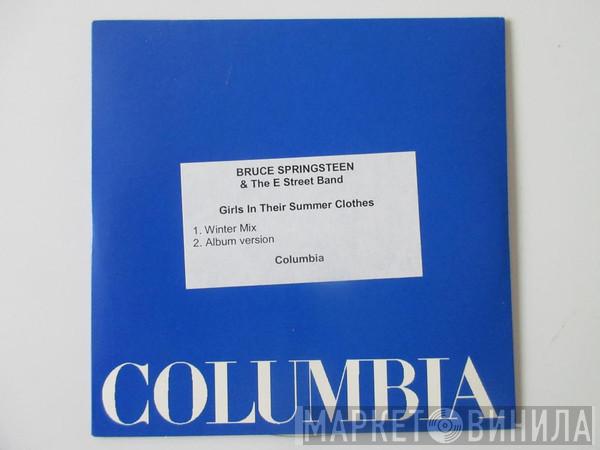 BRUCE SPRINGSTEEN
& The E Street Band
Girls In Their Summer Clothes
1. Winter Mix
2. Album version
Columbia
COLUMBIA
МАРКЕТ ВИНИЛА